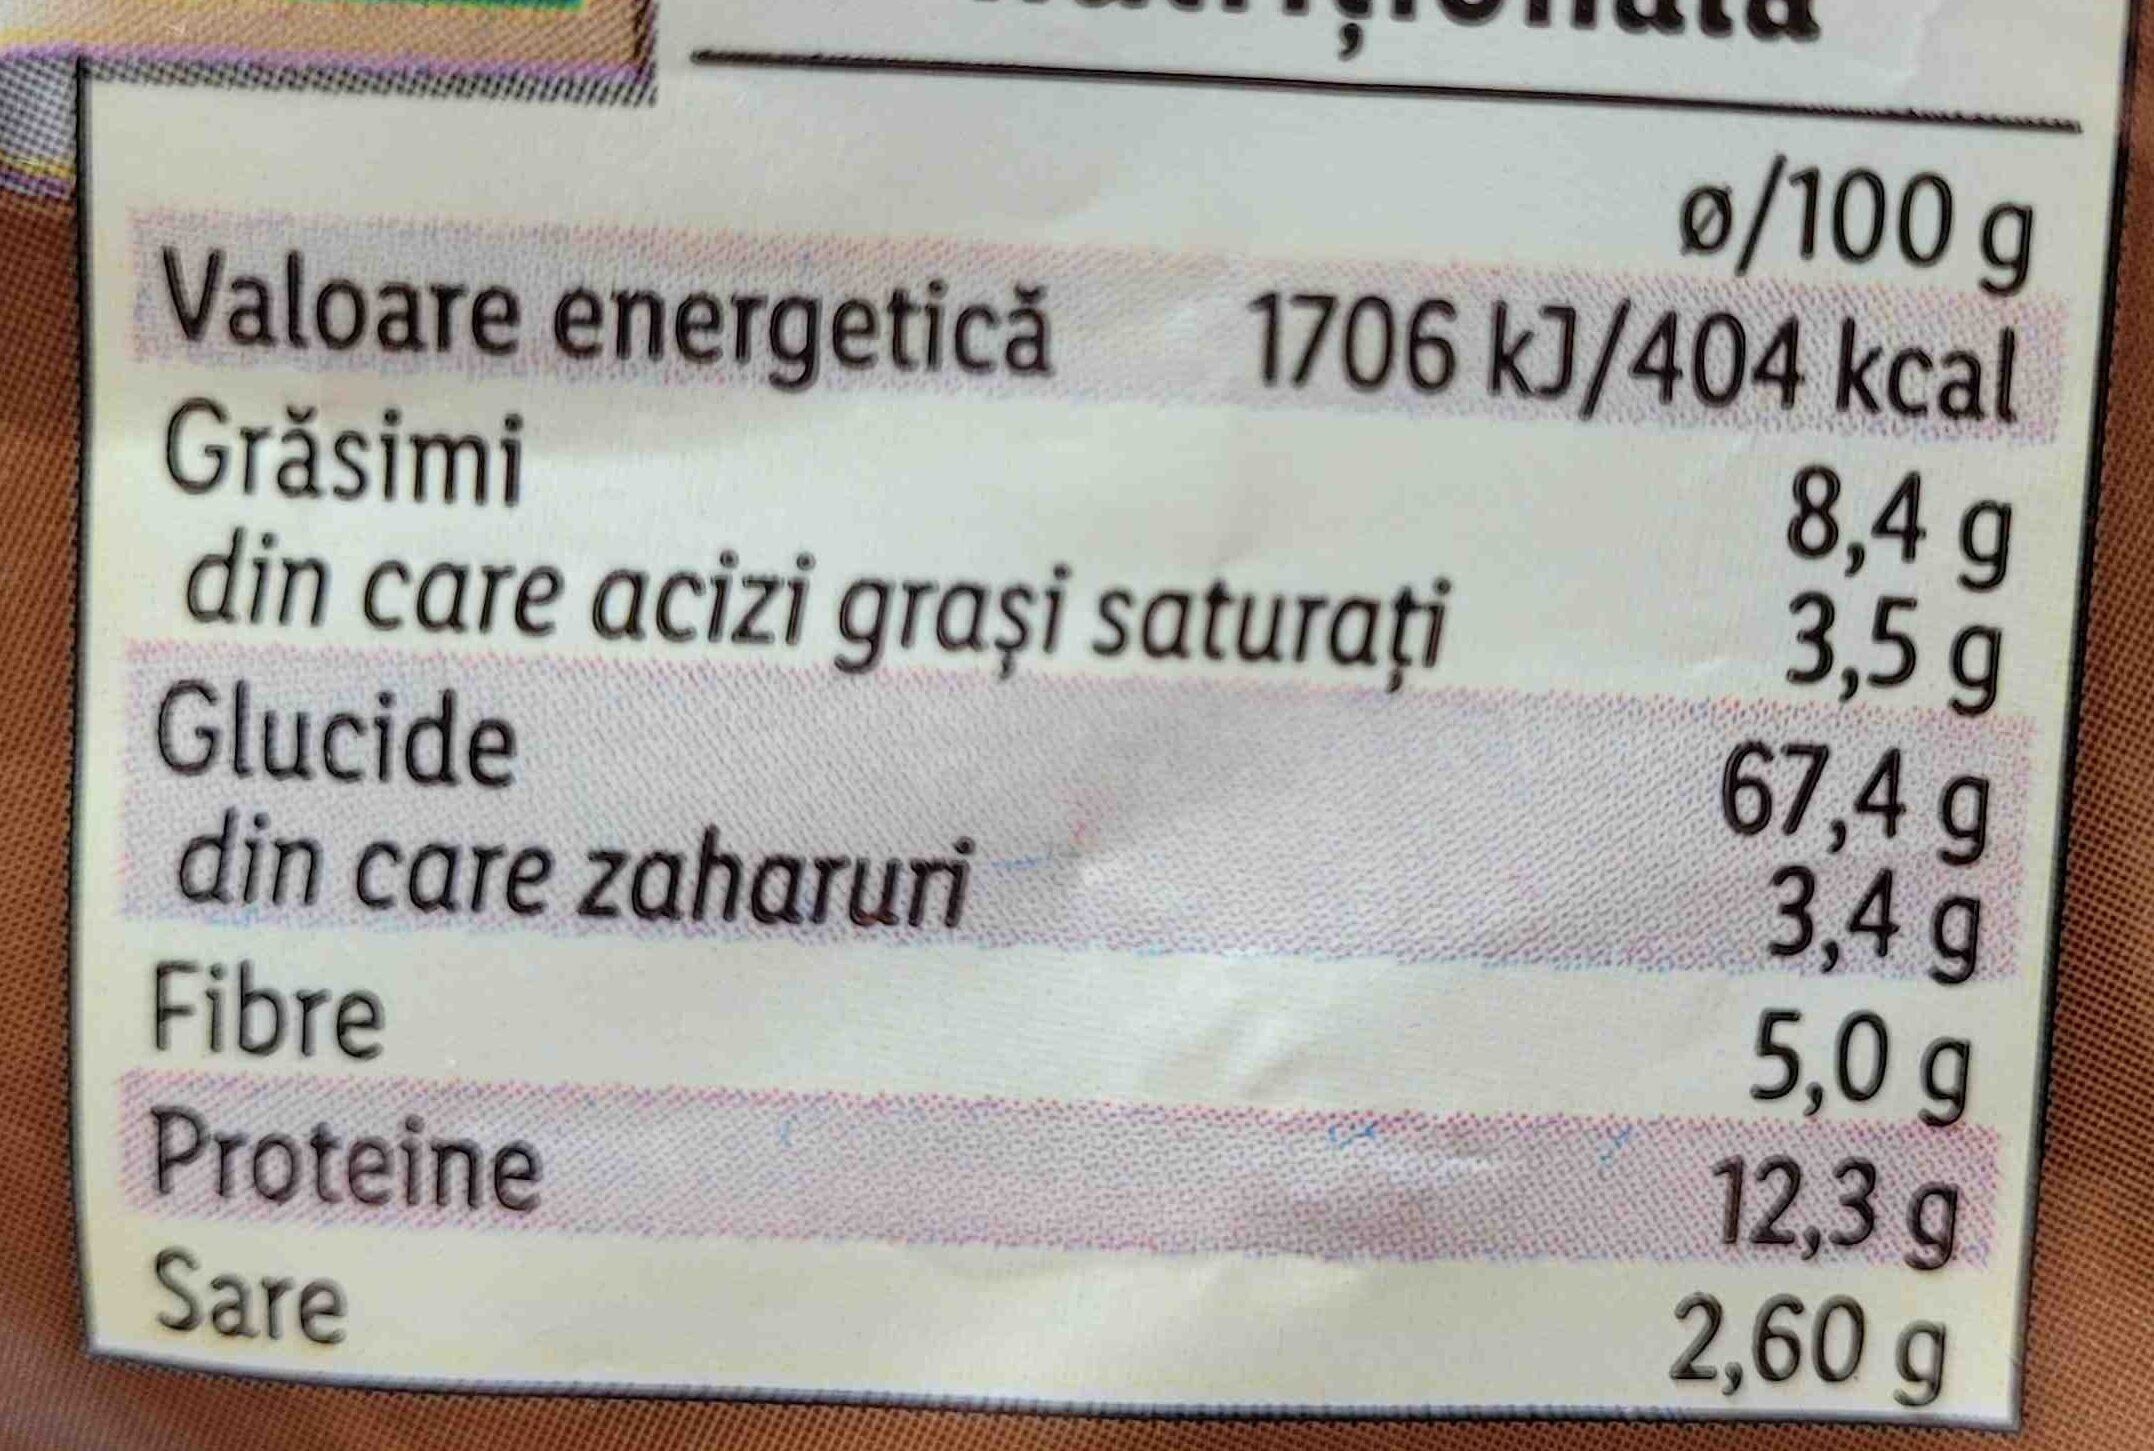 ø/100 g
Valoare energetică 1706 kJ/404 kcal
Grăsimi 8,4 g
din care acizi grași saturați 3,5 g
Glucide 67,4 g
din care zaharuri 3,4 g
Fibre 5,0 g
Proteine 12,3 g
Sare 2,60 g